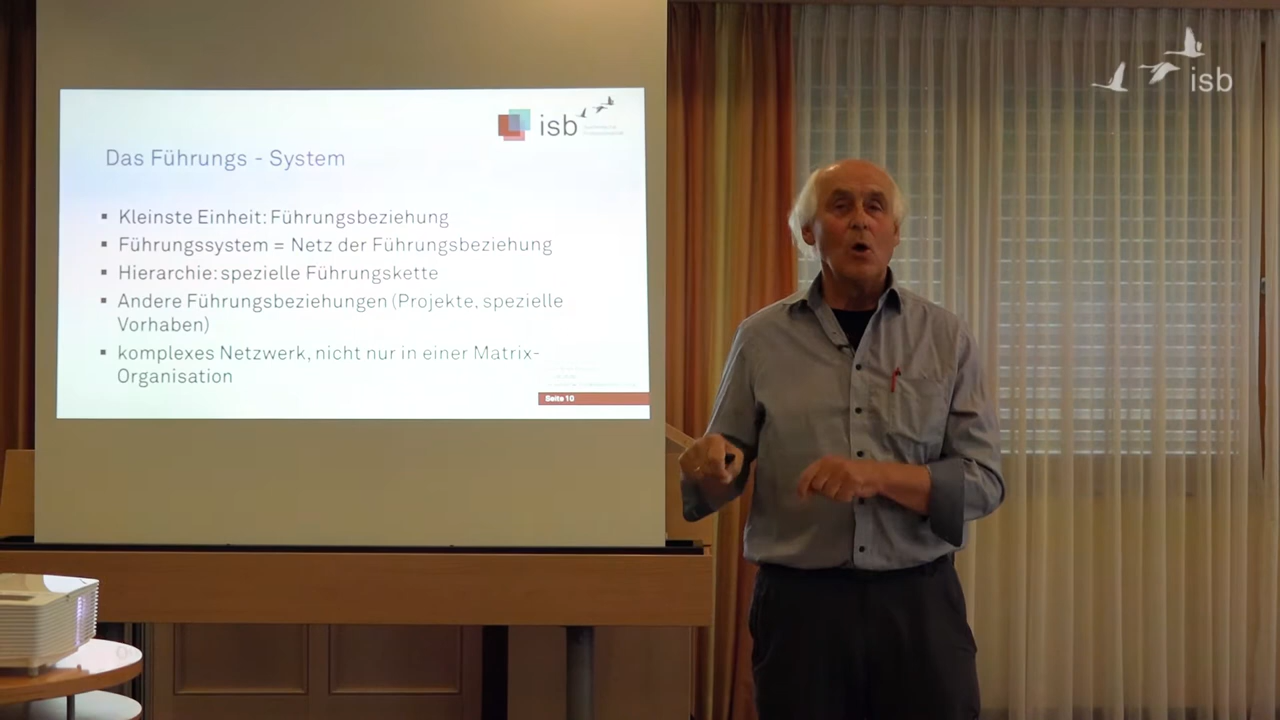 isb
isb
Das Führungs - System
▪ Kleinste Einheit: Führungsbeziehung
▪ Führungssystem = Netz der Führungsbeziehung
▪ Hierarchie: spezielle Führungskette
▪ Andere Führungsbeziehungen (Projekte, spezielle
Vorhaben)
▪ komplexes Netzwerk, nicht nur in einer Matrix-
Organisation
Seite 10